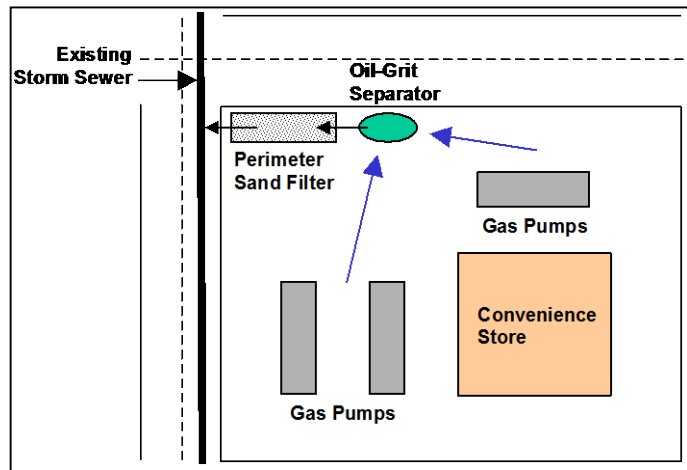 Existing
Storm Sewer
Oil-Grit
Separator
Perimeter
Sand Filter
Gas Pumps
Convenience
Store
Gas Pumps